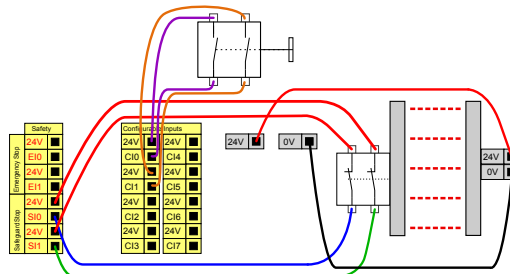 Safety
Emergency Stop
24V
EI0
24V
EI1
Safeguard Stop
24V
SI0
24V
SI1
Configurable Inputs
24V 24V
CI0 CI4
24V 24V
CI1 CI5
24V 24V
CI2 CI6
24V 24V
CI3 CI7
24V
0V
24V
0V